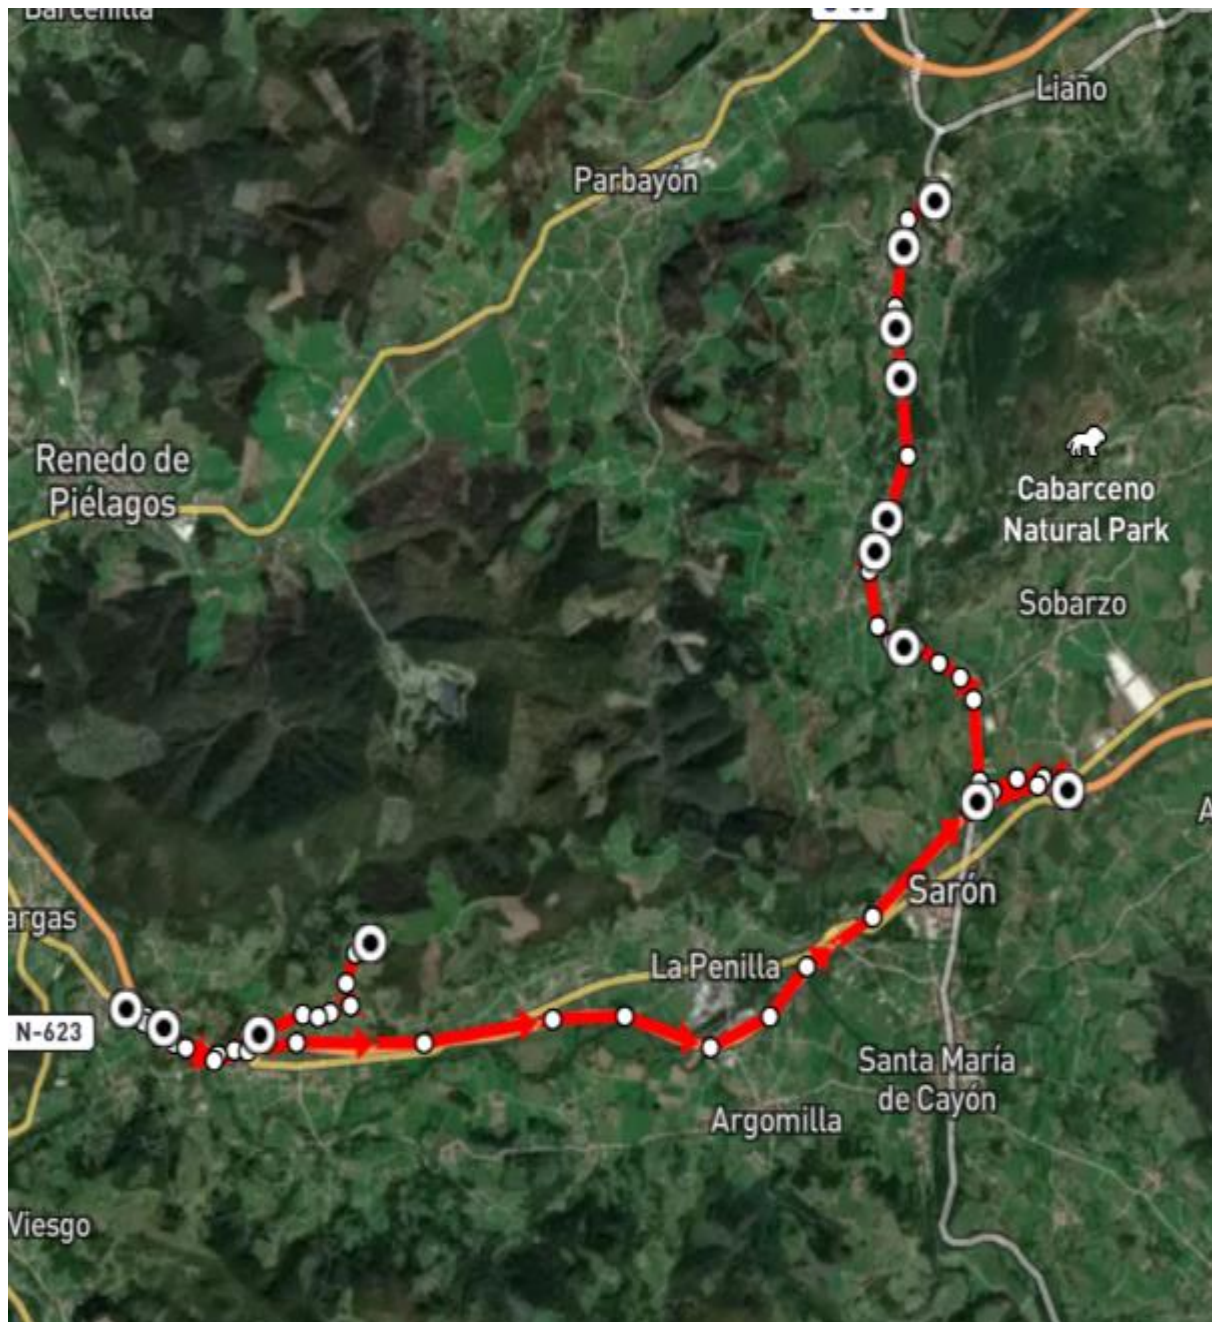 Parbayón
Liaño
Renedo de
Piélagos
Cabarceno
Natural Park
Sobarzo
Sarón
argas
La Penilla
N-623
Santa María
de Cayón
Argomilla
Viesgo